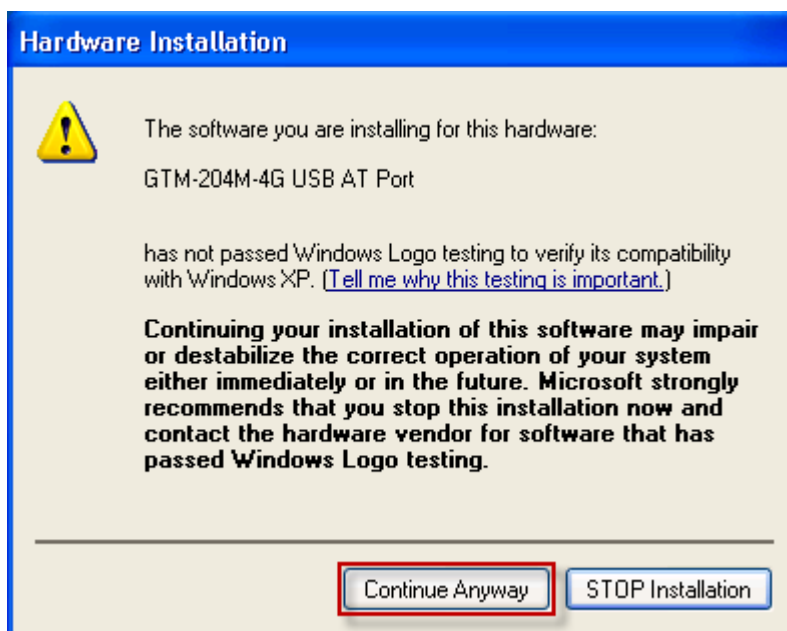 Hardware Installation
The software you are installing for this hardware:
GTM-204M-4G USB AT Port
has not passed Windows Logo testing to verify its compatibility
with Windows XP. (Tell me why this testing is important.)
Continuing your installation of this software may impair
or destabilize the correct operation of your system
either immediately or in the future. Microsoft strongly
recommends that you stop this installation now and
contact the hardware vendor for software that has
passed Windows Logo testing.
Continue Anyway
STOP Installation